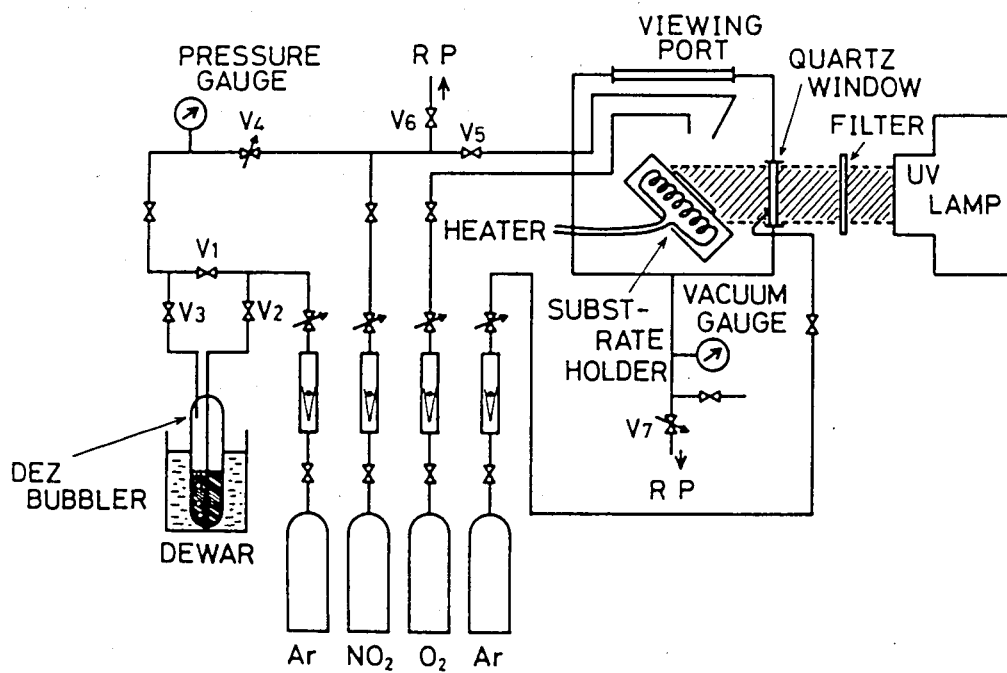 PRESSURE
GAUGE
R P
VIEWING
PORT
QUARTZ
WINDOW
FILTER
V4
V6
V5
UV
LAMP
HEATER
V1
V3
V2
SUBST-
RATE
HOLDER
VACUUM
GAUGE
V7
R P
DEZ
BUBBLER
DEWAR
Ar
NO₂
O₂
Ar